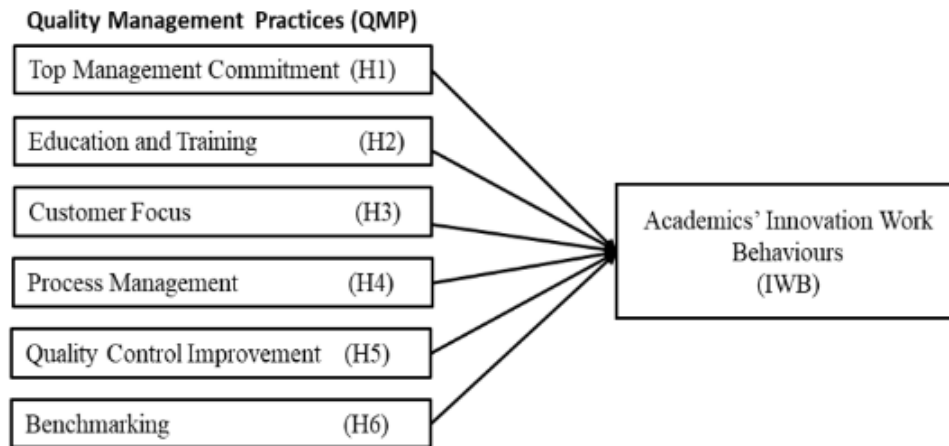 Quality Management Practices (QMP)
Top Management Commitment (H1)
Education and Training (H2)
Customer Focus (H3)
Process Management (H4)
Quality Control Improvement (H5)
Benchmarking (H6)
Academics’ Innovation Work
Behaviours
(IWB)